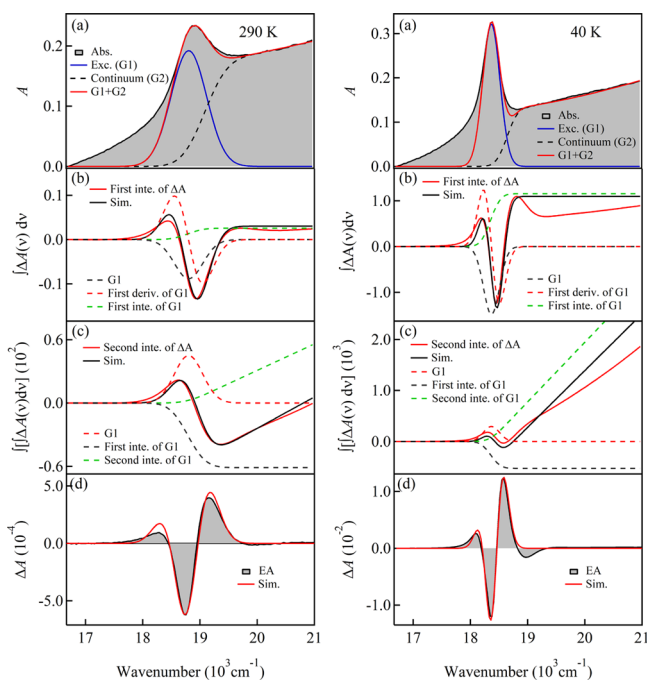 (a)
290 K
Abs.
Exc. (G1)
Continuum (G2)
G1+G2
A
0.2
0.1
0.0
(b)
First inte. of ΔA
Sim.
G1
First deriv. of G1
First inte. of G1
∫ΔA(ν) dν
0.1
0.0
-0.1
(c)
Second inte. of ΔA
Sim.
G1
First inte. of G1
Second inte. of G1
∫[∫ΔA(ν)dν] (10²)
0.6
0.0
-0.6
(d)
EA
Sim.
ΔA (10⁻⁴)
5.0
0.0
-5.0
17 18 19 20 21
Wavenumber (10³cm⁻¹)
(a)
40 K
Abs.
Exc. (G1)
Continuum (G2)
G1+G2
A
0.3
0.2
0.1
0.0
(b)
First inte. of ΔA
Sim.
G1
First deriv. of G1
First inte. of G1
∫ΔA(ν)dν
1.0
0.0
-1.0
(c)
Second inte. of ΔA
Sim.
G1
First inte. of G1
Second inte. of G1
∫[∫ΔA(ν)dν] (10³)
2.0
1.0
0.0
(d)
EA
Sim.
ΔA (10⁻²)
1.0
0.0
-1.0
17 18 19 20 21
Wavenumber (10³cm⁻¹)